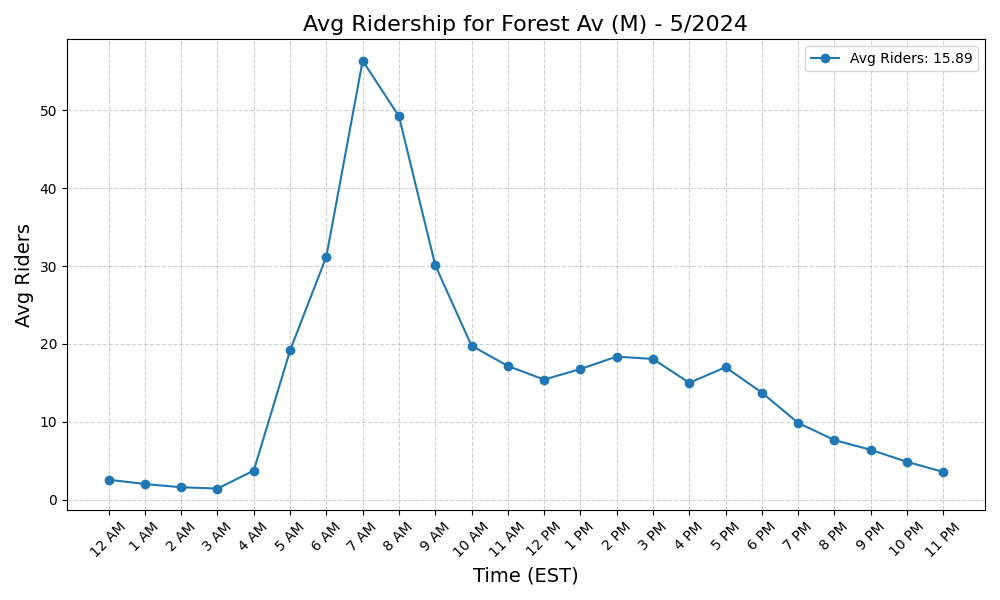 Avg Ridership for Forest Av (M) - 5/2024
Avg Riders: 15.89
Avg Riders
50
40
30
20
10
0
12 AM
1 AM
2 AM
3 AM
4 AM
5 AM
6 AM
7 AM
8 AM
9 AM
10 AM
11 AM
12 PM
1 PM
2 PM
3 PM
4 PM
5 PM
6 PM
7 PM
8 PM
9 PM
10 PM
11 PM
Time (EST)